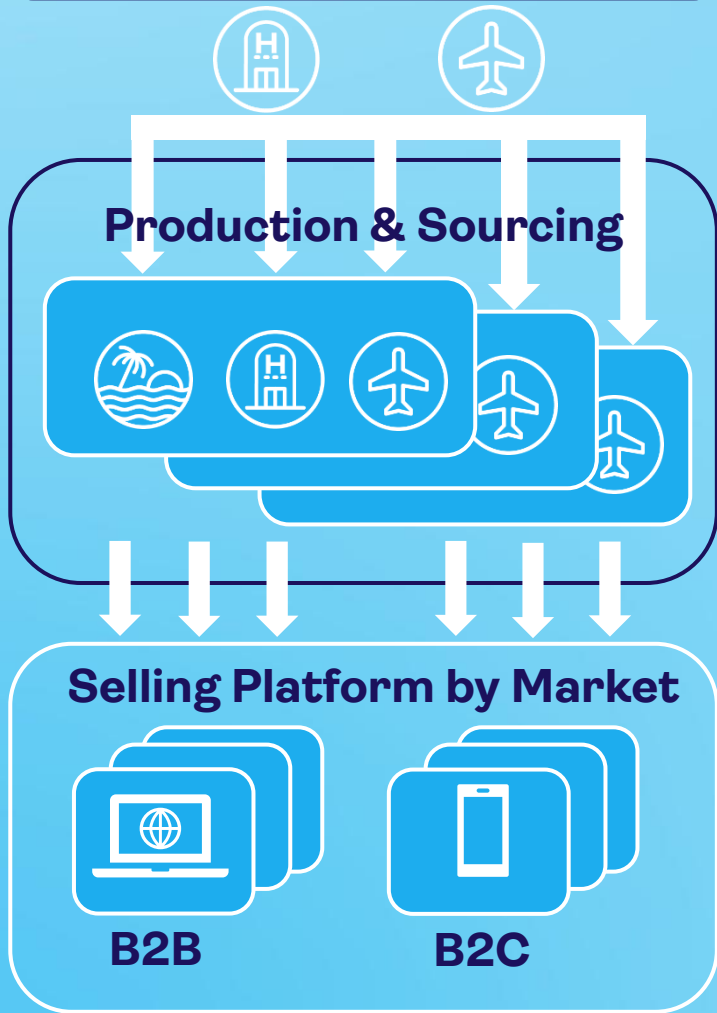 H
Production & Sourcing
H
Selling Platform by Market
B2B
B2C